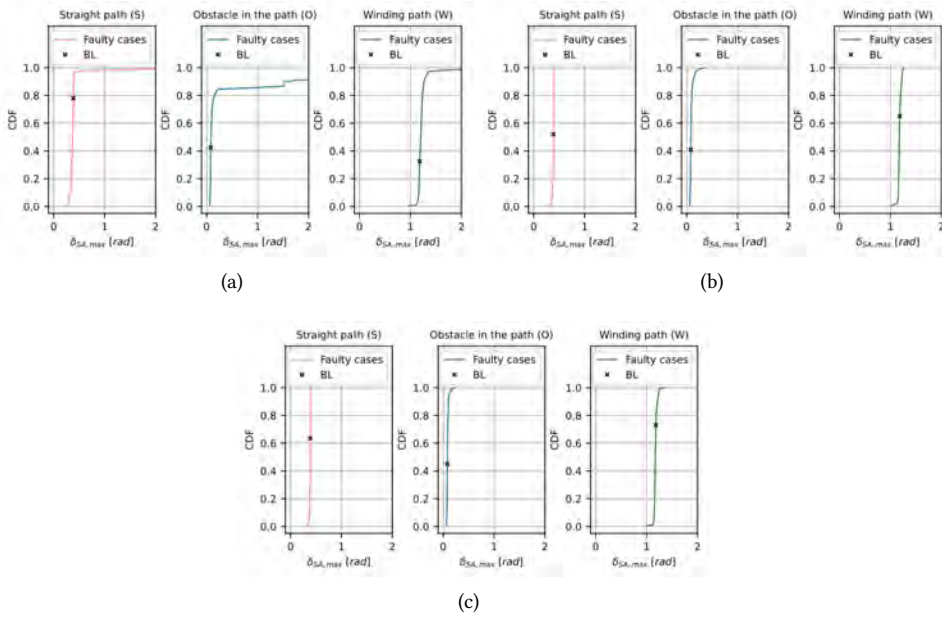 Straight path (S)
Faulty cases
BL
1.0
0.8
0.6
0.4
0.2
0.0
CDF
0
1
2
δSA, max [rad]
Obstacle in the path (O)
Faulty cases
BL
1.0
0.8
0.6
0.4
0.2
0.0
CDF
0
1
2
δSA, max [rad]
Winding path (W)
Faulty cases
BL
1.0
0.8
0.6
0.4
0.2
0.0
CDF
0
1
2
δSA, max [rad]
(a)
Straight path (S)
Faulty cases
BL
1.0
0.8
0.6
0.4
0.2
0.0
CDF
0
1
2
δSA, max [rad]
Obstacle in the path (O)
Faulty cases
BL
1.0
0.8
0.6
0.4
0.2
0.0
CDF
0
1
2
δSA, max [rad]
Winding path (W)
Faulty cases
BL
1.0
0.8
0.6
0.4
0.2
0.0
CDF
0
1
2
δSA, max [rad]
(b)
Straight path (S)
Faulty cases
BL
1.0
0.8
0.6
0.4
0.2
0.0
CDF
0
1
2
δSA, max [rad]
Obstacle in the path (O)
Faulty cases
BL
1.0
0.8
0.6
0.4
0.2
0.0
CDF
0
1
2
δSA, max [rad]
Winding path (W)
Faulty cases
BL
1.0
0.8
0.6
0.4
0.2
0.0
CDF
0
1
2
δSA, max [rad]
(c)